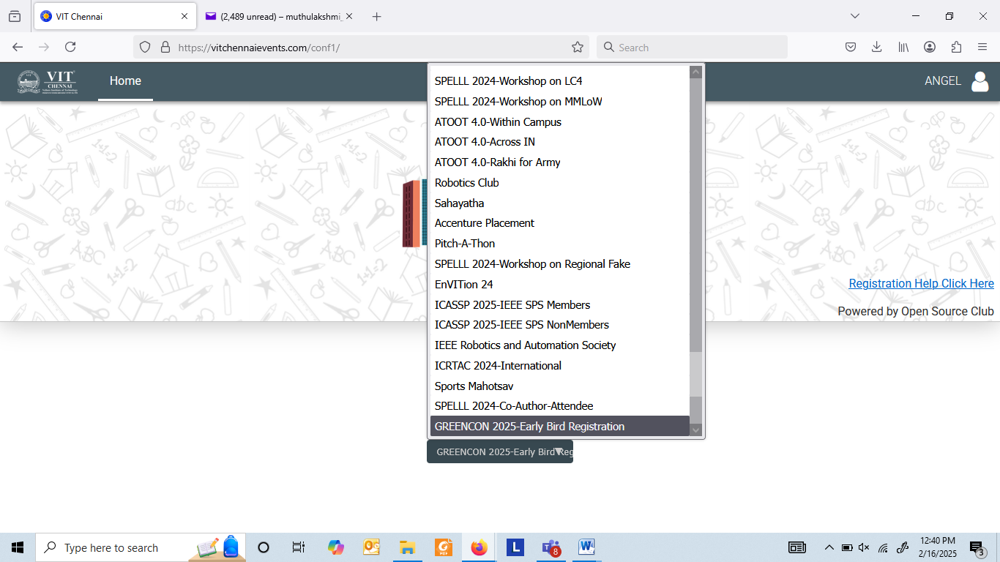 VIT Chennai
(2,489 unread) – muthulakshmi_
https://vitchennaievents.com/conf1/
Search
VIT
CHENNAI
Home
ANGEL
SPELLL 2024-Workshop on LC4
SPELLL 2024-Workshop on MMLoW
ATOOT 4.0-Within Campus
ATOOT 4.0-Across IN
ATOOT 4.0-Rakhi for Army
Robotics Club
Sahayatha
Accenture Placement
Pitch-A-Thon
SPELLL 2024-Workshop on Regional Fake
EnVITion 24
ICASSP 2025-IEEE SPS Members
ICASSP 2025-IEEE SPS NonMembers
IEEE Robotics and Automation Society
ICRTAC 2024-International
Sports Mahotsav
SPELLL 2024-Co-Author-Attendee
GREENCON 2025-Early Bird Registration
GREENCON 2025-Early Bird Reg
Registration Help Click Here
Powered by Open Source Club
Type here to search
L
8
12:40 PM
2/16/2025
3